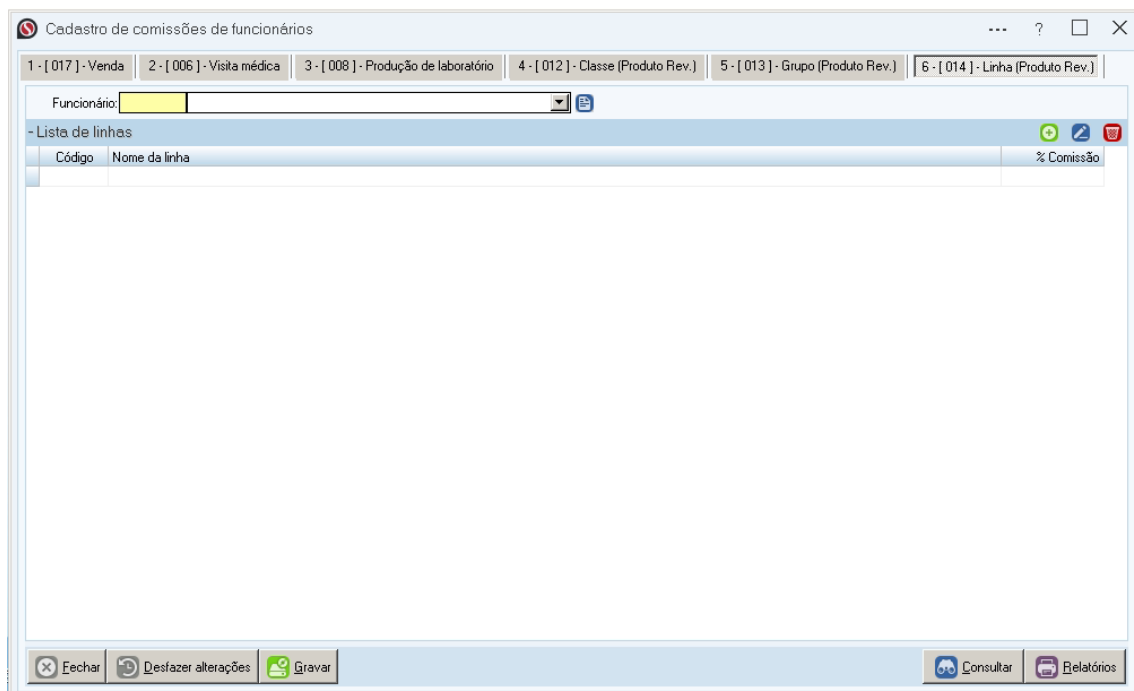 Cadastro de comissões de funcionários ... ?
1 - [ 017 ] - Venda 2 - [ 006 ] - Visita médica 3 - [ 008 ] - Produção de laboratório 4 - [ 012 ] - Classe (Produto Rev.) 5 - [ 013 ] - Grupo (Produto Rev.) 6 - [ 014 ] - Linha (Produto Rev.)
Funcionário:
- Lista de linhas
Código Nome da linha % Comissão
Fechar Desfazer alterações Gravar Consultar Relatórios